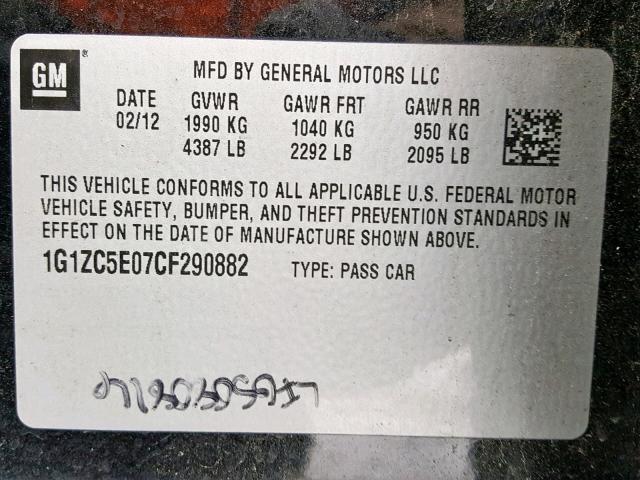 GM ®
MFD BY GENERAL MOTORS LLC
DATE GVWR GAWR FRT GAWR RR
02/12 1990 KG 1040 KG 950 KG
4387 LB 2292 LB 2095 LB
THIS VEHICLE CONFORMS TO ALL APPLICABLE U.S. FEDERAL MOTOR
VEHICLE SAFETY, BUMPER, AND THEFT PREVENTION STANDARDS IN
EFFECT ON THE DATE OF MANUFACTURE SHOWN ABOVE.
1G1ZC5E07CF290882 TYPE: PASS CAR